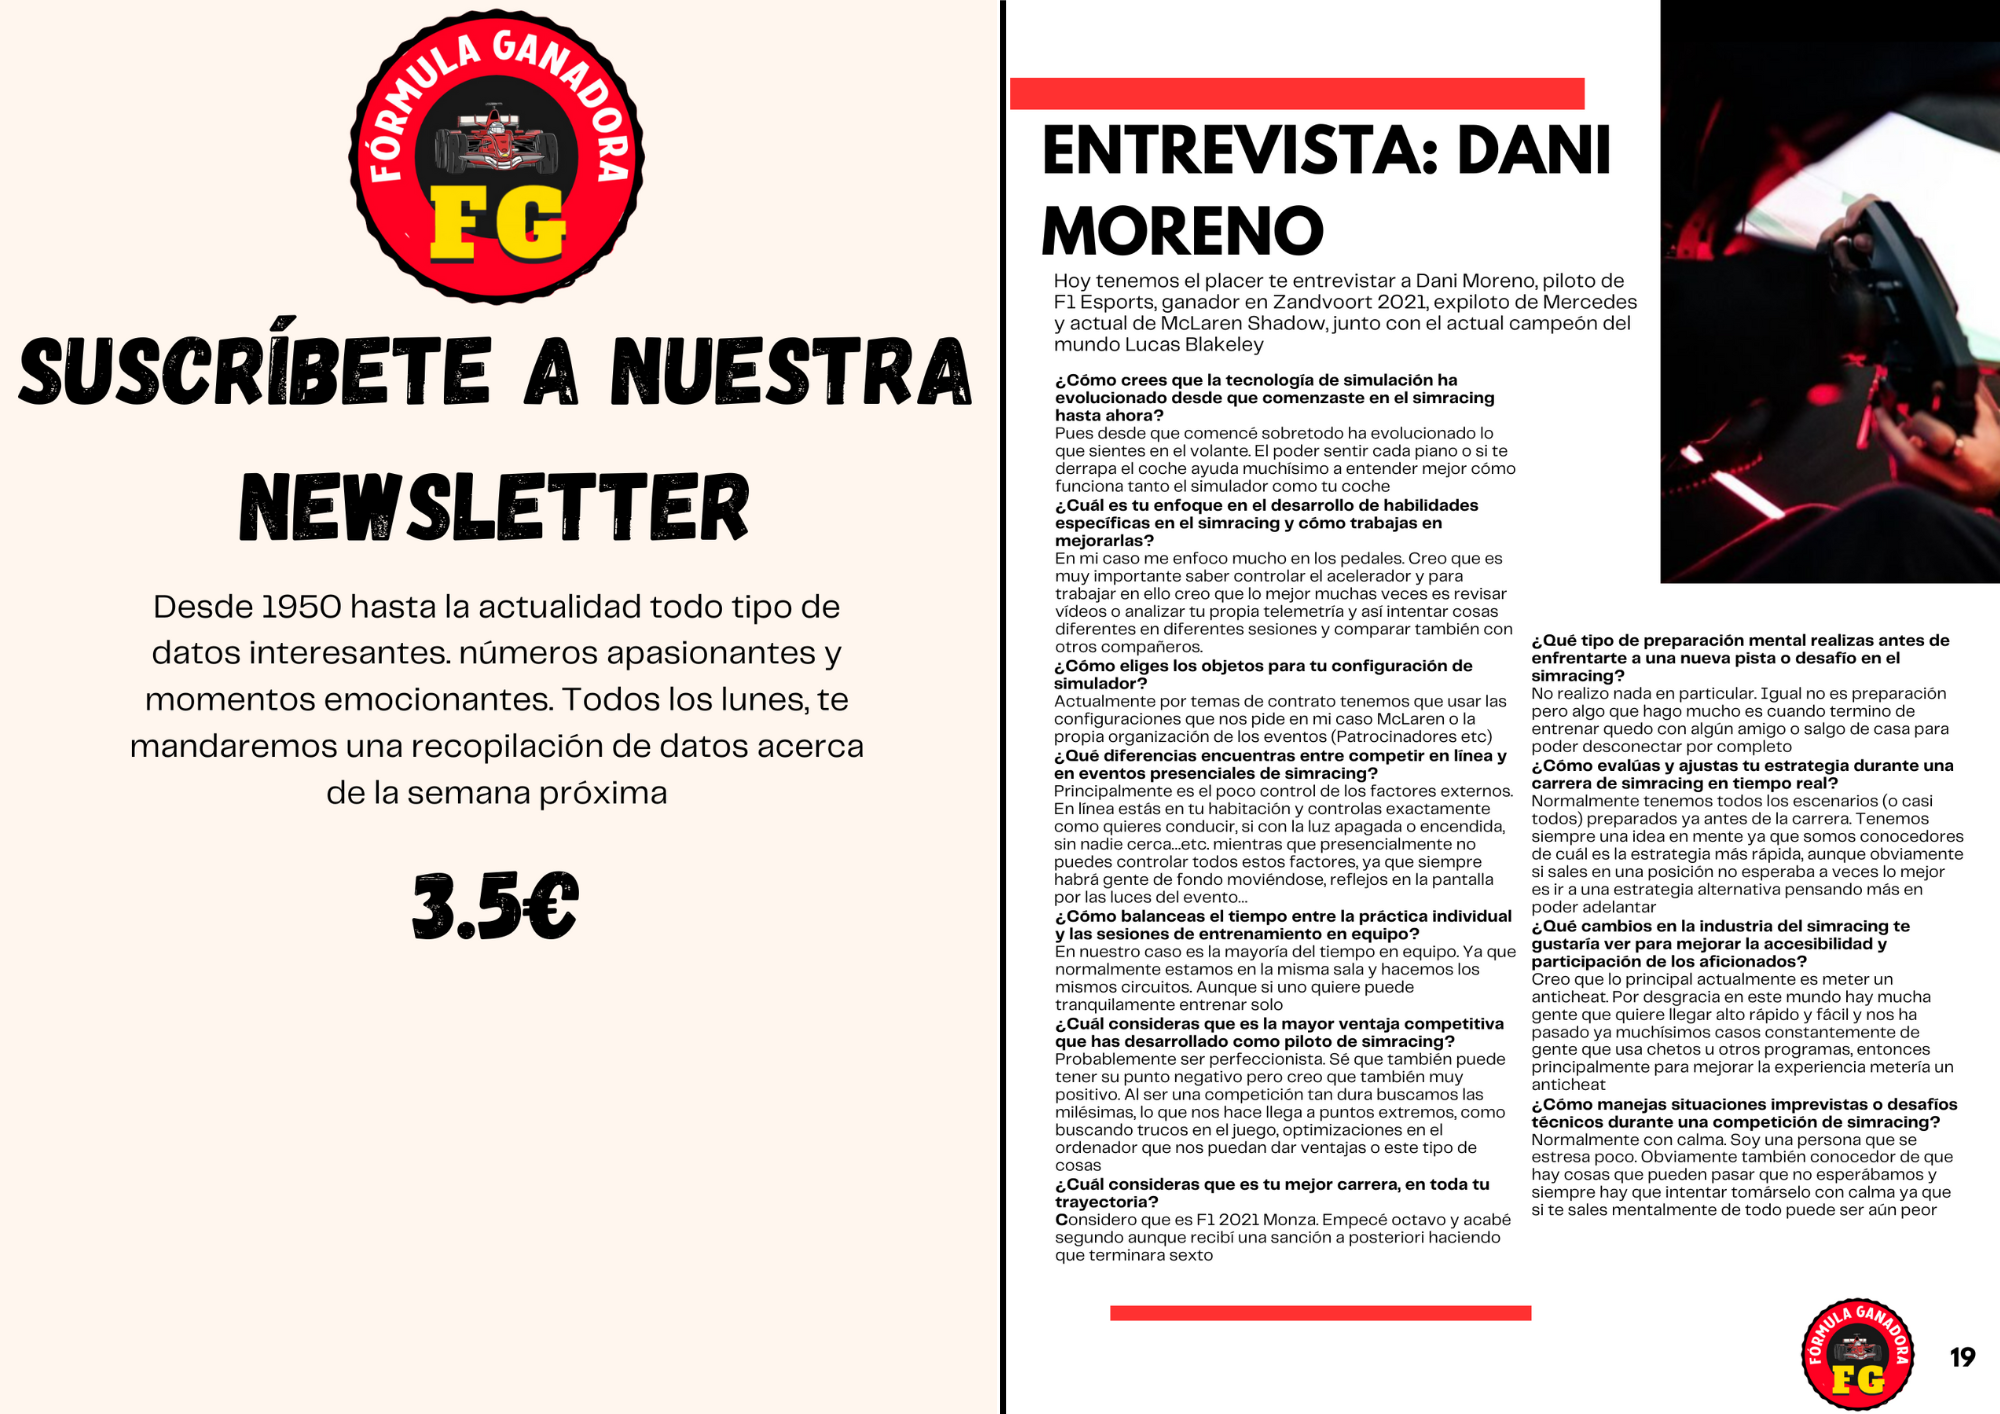 FÓRMULA GANADORA
FG
SUSCRÍBETE A NUESTRA
NEWSLETTER
Desde 1950 hasta la actualidad todo tipo de
datos interesantes. números apasionantes y
momentos emocionantes. Todos los lunes, te
mandaremos una recopilación de datos acerca
de la semana próxima
3.5€
ENTREVISTA: DANI
MORENO
Hoy tenemos el placer te entrevistar a Dani Moreno, piloto de
F1 Esports, ganador en Zandvoort 2021, expiloto de Mercedes
y actual de McLaren Shadow, junto con el actual campeón del
mundo Lucas Blakeley
¿Cómo crees que la tecnología de simulación ha
evolucionado desde que comenzaste en el simracing
hasta ahora?
Pues desde que comencé sobretodo ha evolucionado lo
que sientes en el volante. El poder sentir cada piano o si te
derrapa el coche ayuda muchísimo a entender mejor cómo
funciona tanto el simulador como tu coche
¿Cuál es tu enfoque en el desarrollo de habilidades
específicas en el simracing y cómo trabajas en
mejorarlas?
En mi caso me enfoco mucho en los pedales. Creo que es
muy importante saber controlar el acelerador y para
trabajar en ello creo que lo mejor muchas veces es revisar
vídeos o analizar tu propia telemetría y así intentar cosas
diferentes en diferentes sesiones y comparar también con
otros compañeros.
¿Cómo eliges los objetos para tu configuración de
simulador?
Actualmente por temas de contrato tenemos que usar las
configuraciones que nos pide en mi caso McLaren o la
propia organización de los eventos (Patrocinadores etc)
¿Qué diferencias encuentras entre competir en línea y
en eventos presenciales de simracing?
Principalmente es el poco control de los factores externos.
En línea estás en tu habitación y controlas exactamente
como quieres conducir, si con la luz apagada o encendida,
sin nadie cerca...etc. mientras que presencialmente no
puedes controlar todos estos factores, ya que siempre
habrá gente de fondo moviéndose, reflejos en la pantalla
por las luces del evento...
¿Cómo balanceas el tiempo entre la práctica individual
y las sesiones de entrenamiento en equipo?
En nuestro caso es la mayoría del tiempo en equipo. Ya que
normalmente estamos en la misma sala y hacemos los
mismos circuitos. Aunque si uno quiere puede
tranquilamente entrenar solo
¿Cuál consideras que es la mayor ventaja competitiva
que has desarrollado como piloto de simracing?
Probablemente ser perfeccionista. Sé que también puede
tener su punto negativo pero creo que también muy
positivo. Al ser una competición tan dura buscamos las
milésimas, lo que nos hace llega a puntos extremos, como
buscando trucos en el juego, optimizaciones en el
ordenador que nos puedan dar ventajas o este tipo de
cosas
¿Cuál consideras que es tu mejor carrera, en toda tu
trayectoria?
Considero que es F1 2021 Monza. Empecé octavo y acabé
segundo aunque recibí una sanción a posteriori haciendo
que terminara sexto
¿Qué tipo de preparación mental realizas antes de
enfrentarte a una nueva pista o desafío en el
simracing?
No realizo nada en particular. Igual no es preparación
pero algo que hago mucho es cuando termino de
entrenar quedo con algún amigo o salgo de casa para
poder desconectar por completo
¿Cómo evalúas y ajustas tu estrategia durante una
carrera de simracing en tiempo real?
Normalmente tenemos todos los escenarios (o casi
todos) preparados ya antes de la carrera. Tenemos
siempre una idea en mente ya que somos conocedores
de cuál es la estrategia más rápida, aunque obviamente
si sales en una posición no esperaba a veces lo mejor
es ir a una estrategia alternativa pensando más en
poder adelantar
¿Qué cambios en la industria del simracing te
gustaría ver para mejorar la accesibilidad y
participación de los aficionados?
Creo que lo principal actualmente es meter un
anticheat. Por desgracia en este mundo hay mucha
gente que quiere llegar alto rápido y fácil y nos ha
pasado ya muchísimos casos constantemente de
gente que usa chetos u otros programas, entonces
principalmente para mejorar la experiencia metería un
anticheat
¿Cómo manejas situaciones imprevistas o desafíos
técnicos durante una competición de simracing?
Normalmente con calma. Soy una persona que se
estresa poco. Obviamente también conocedor de que
hay cosas que pueden pasar que no esperábamos y
siempre hay que intentar tomárselo con calma ya que
si te sales mentalmente de todo puede ser aún peor
FÓRMULA GANADORA
FG
19